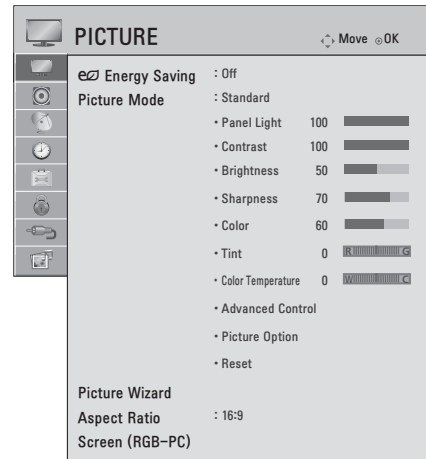 PICTURE Move OK
Energy Saving : Off
Picture Mode : Standard
• Panel Light 100
• Contrast 100
• Brightness 50
• Sharpness 70
• Color 60
• Tint 0 R G
• Color Temperature 0 W C
• Advanced Control
• Picture Option
• Reset
Picture Wizard
Aspect Ratio : 16:9
Screen (RGB-PC)